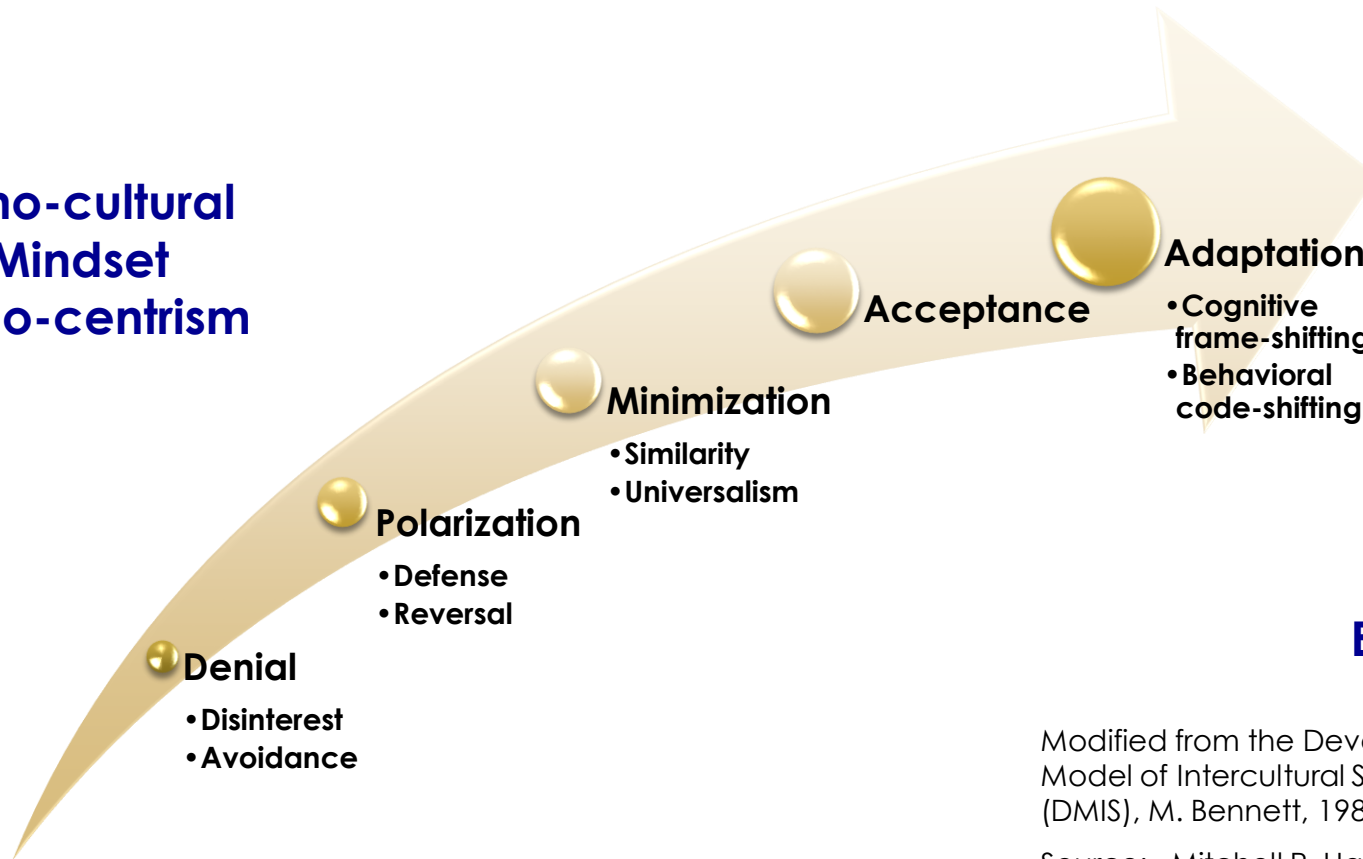 no-cultural
Mindset
o-centrism
Adaptation
•Cognitive
frame-shifting
•Behavioral
code-shifting
Acceptance
Minimization
•Similarity
•Universalism
Polarization
•Defense
•Reversal
Denial
•Disinterest
•Avoidance
E
Modified from the Deve
Model of Intercultural S
(DMIS), M. Bennett, 198